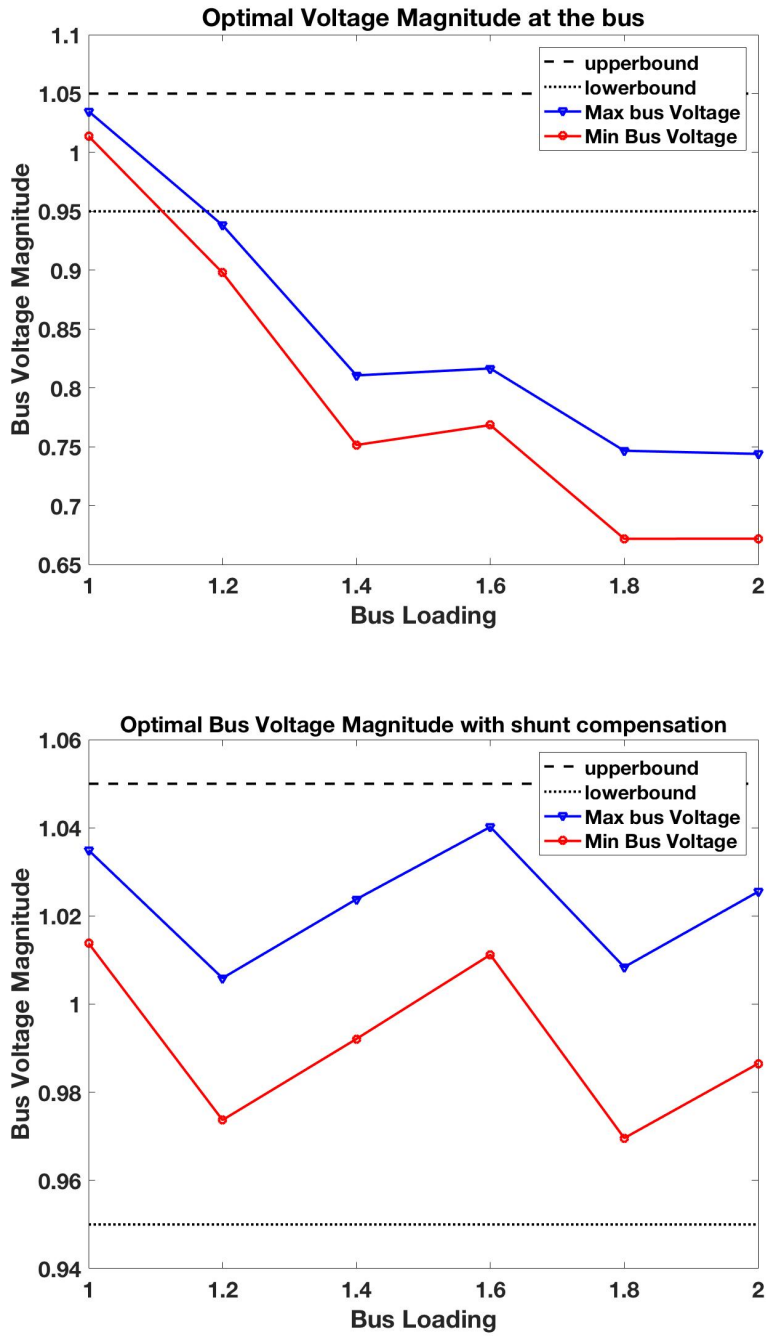 Optimal Voltage Magnitude at the bus
1.1
1.05
1
0.95
0.9
0.85
0.8
0.75
0.7
0.65
Bus Voltage Magnitude
upperbound
lowerbound
Max bus Voltage
Min Bus Voltage
1 1.2 1.4 1.6 1.8 2
Bus Loading
Optimal Bus Voltage Magnitude with shunt compensation
1.06
1.04
1.02
1
0.98
0.96
0.94
Bus Voltage Magnitude
upperbound
lowerbound
Max bus Voltage
Min Bus Voltage
1 1.2 1.4 1.6 1.8 2
Bus Loading